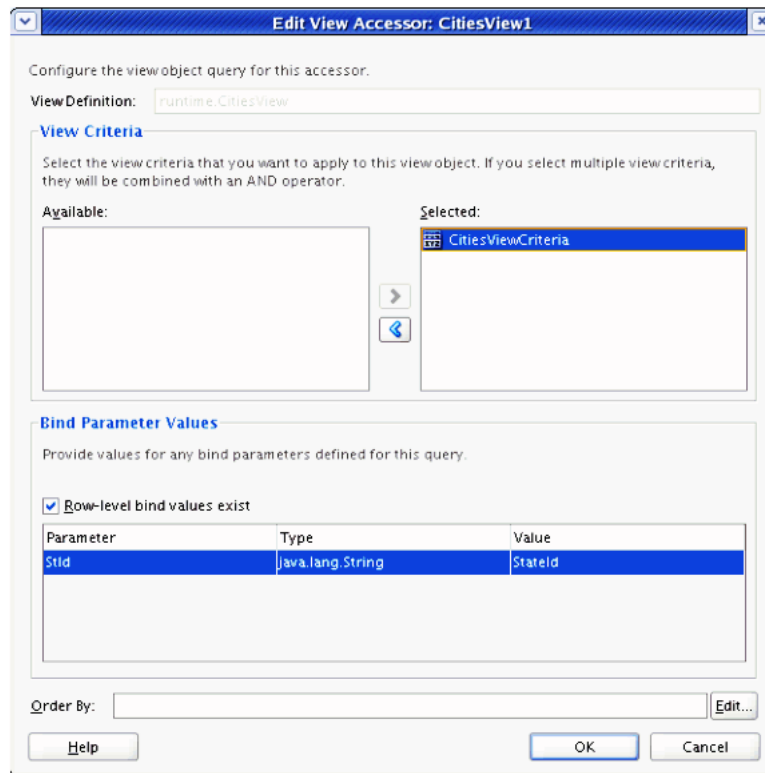 Edit View Accessor: CitiesView1
Configure the view object query for this accessor.
View Definition: runtime.CitiesView
View Criteria
Select the view criteria that you want to apply to this view object. If you select multiple view criteria,
they will be combined with an AND operator.
Available:
Selected:
CitiesViewCriteria
Bind Parameter Values
Provide values for any bind parameters defined for this query.
Row-level bind values exist
Parameter Type Value
StId java.lang.String StateId
Order By: Edit...
Help OK Cancel